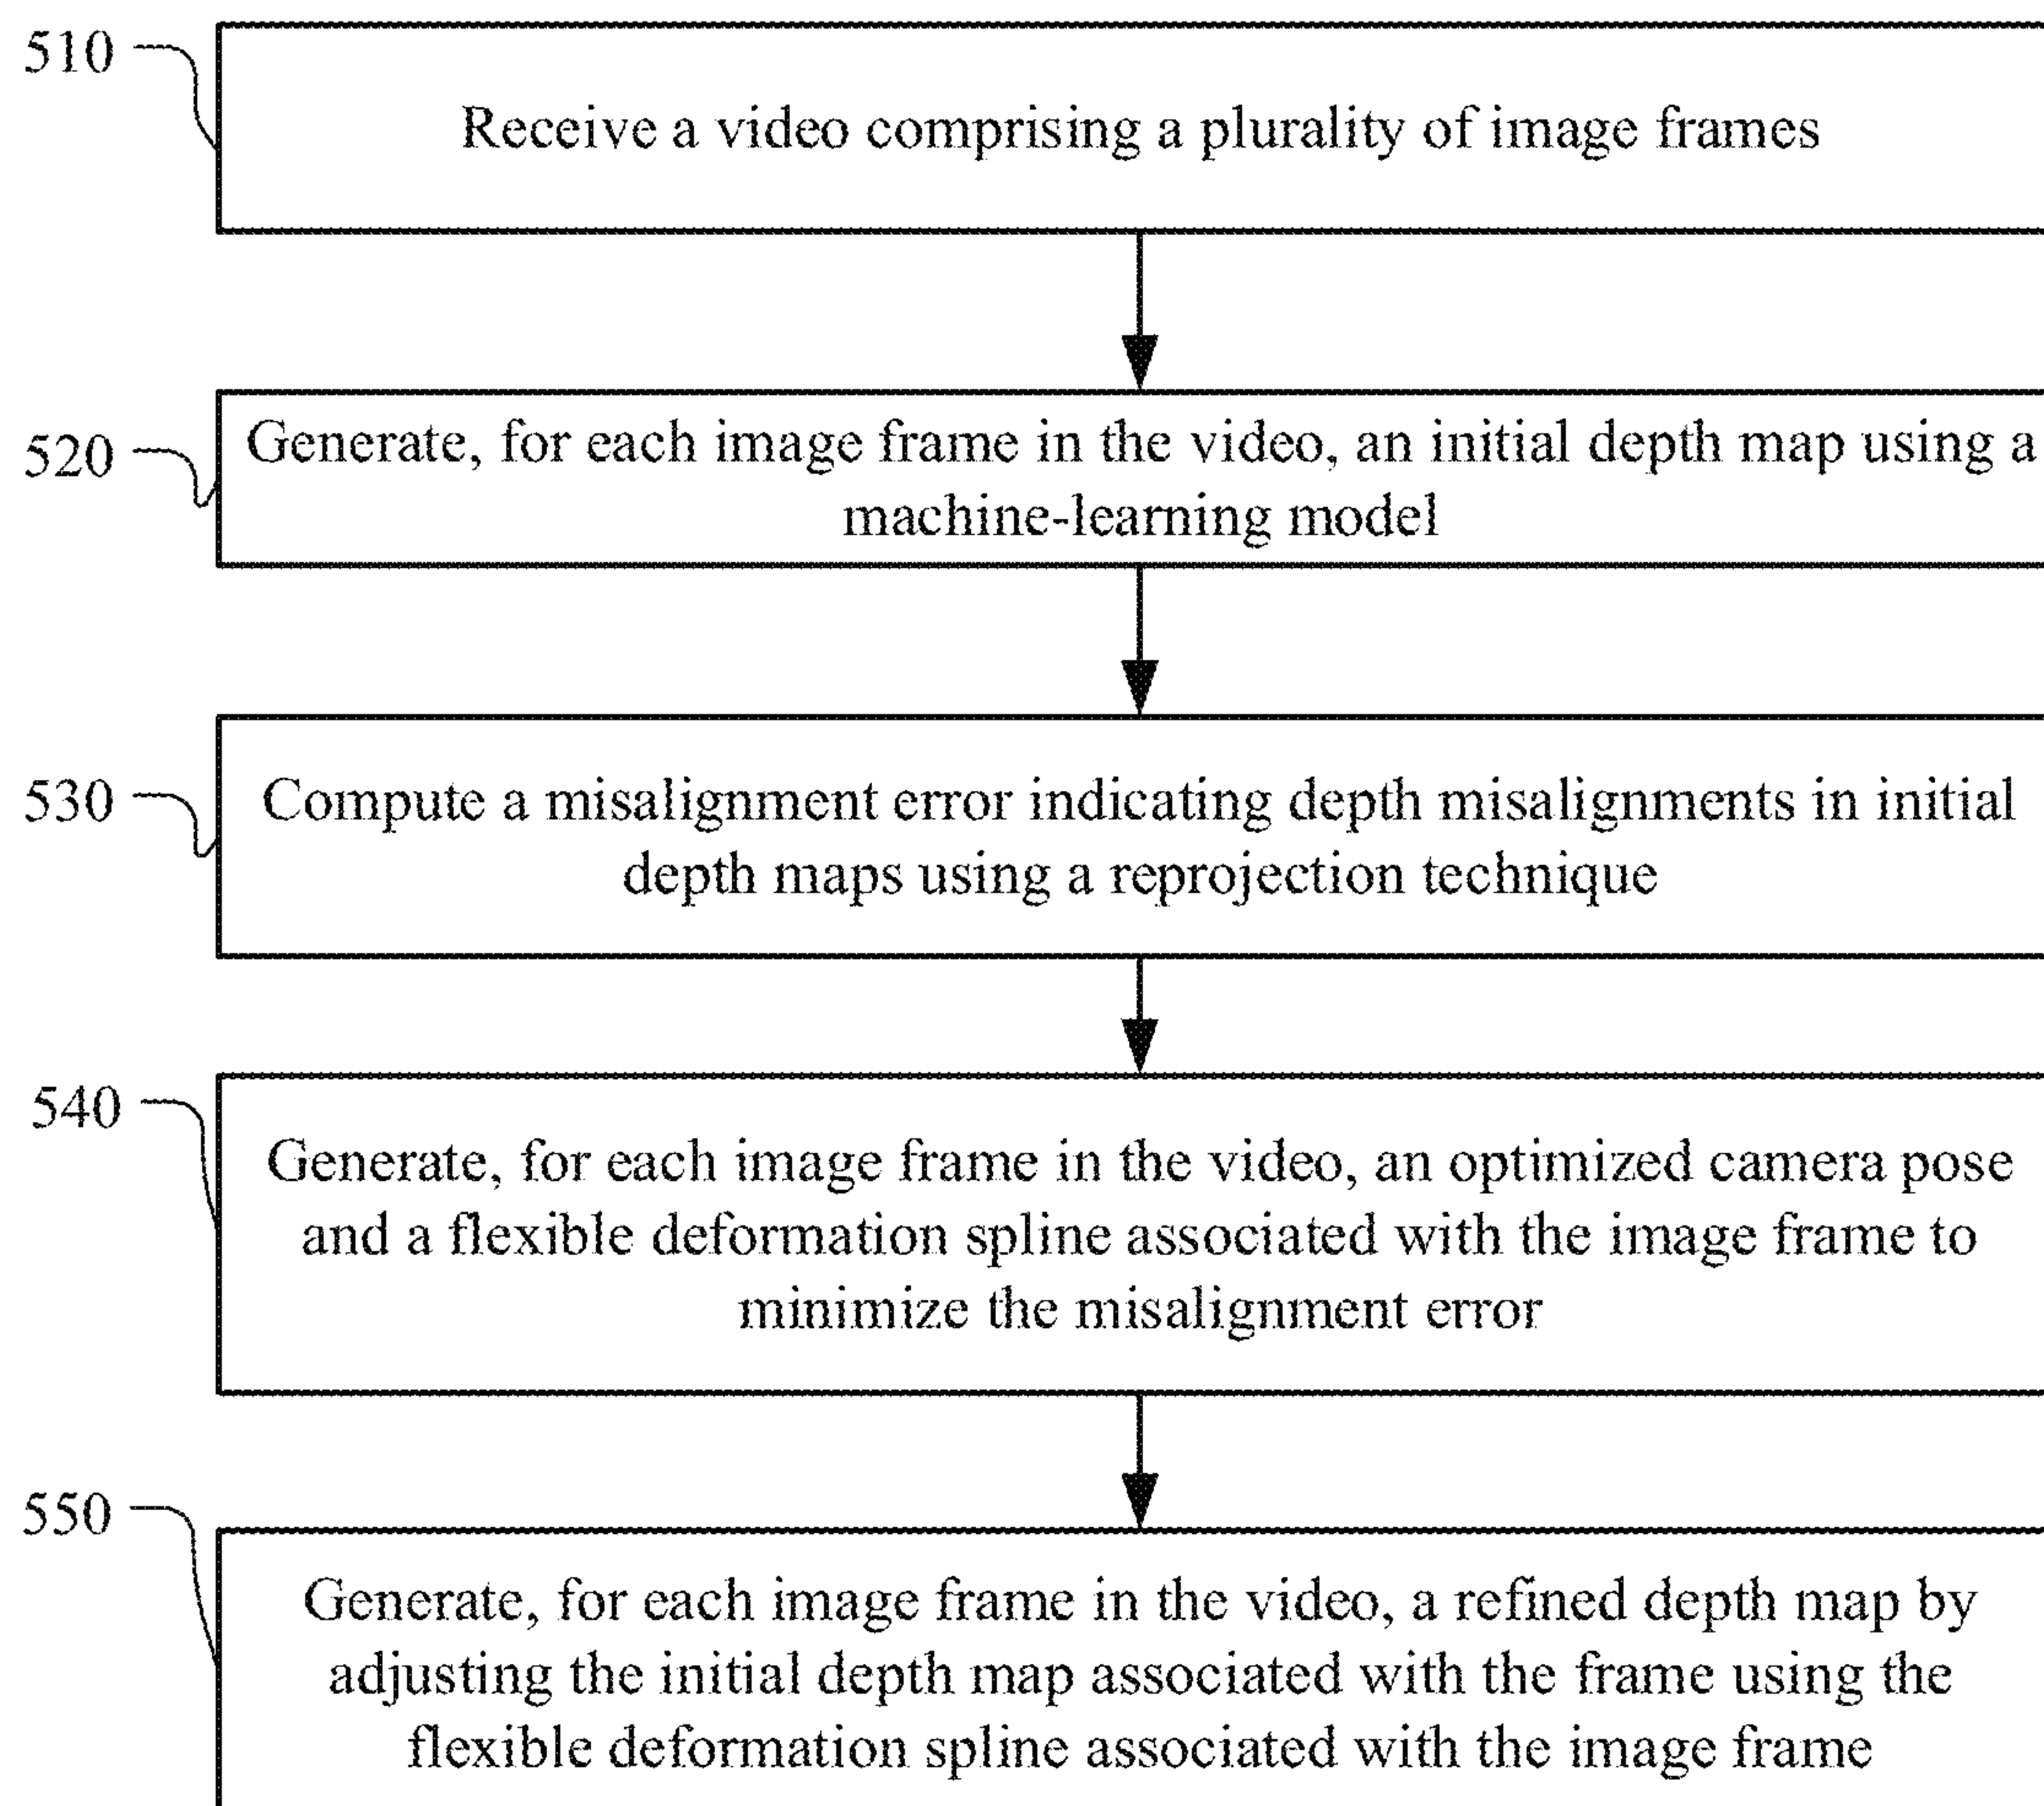 510
Receive a video comprising a plurality of image frames
520
Generate, for each image frame in the video, an initial depth map using a
machine-learning model
530
Compute a misalignment error indicating depth misalignments in initial
depth maps using a reprojection technique
540
Generate, for each image frame in the video, an optimized camera pose
and a flexible deformation spline associated with the image frame to
minimize the misalignment error
550
Generate, for each image frame in the video, a refined depth map by
adjusting the initial depth map associated with the frame using the
flexible deformation spline associated with the image frame